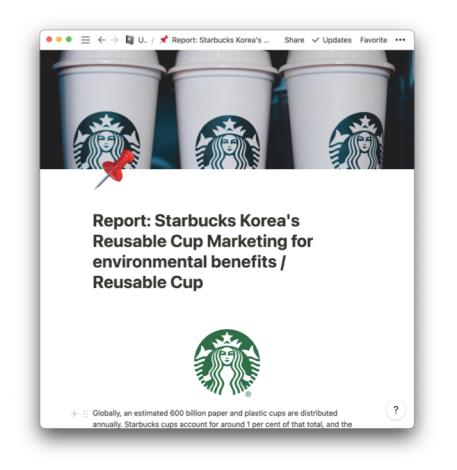 U.. / Report: Starbucks Korea's ... Share Updates Favorite
Report: Starbucks Korea's
Reusable Cup Marketing for
environmental benefits /
Reusable Cup
®
Globally, an estimated 600 billion paper and plastic cups are distributed
annually. Starbucks cups account for around 1 per cent of that total, and the
?